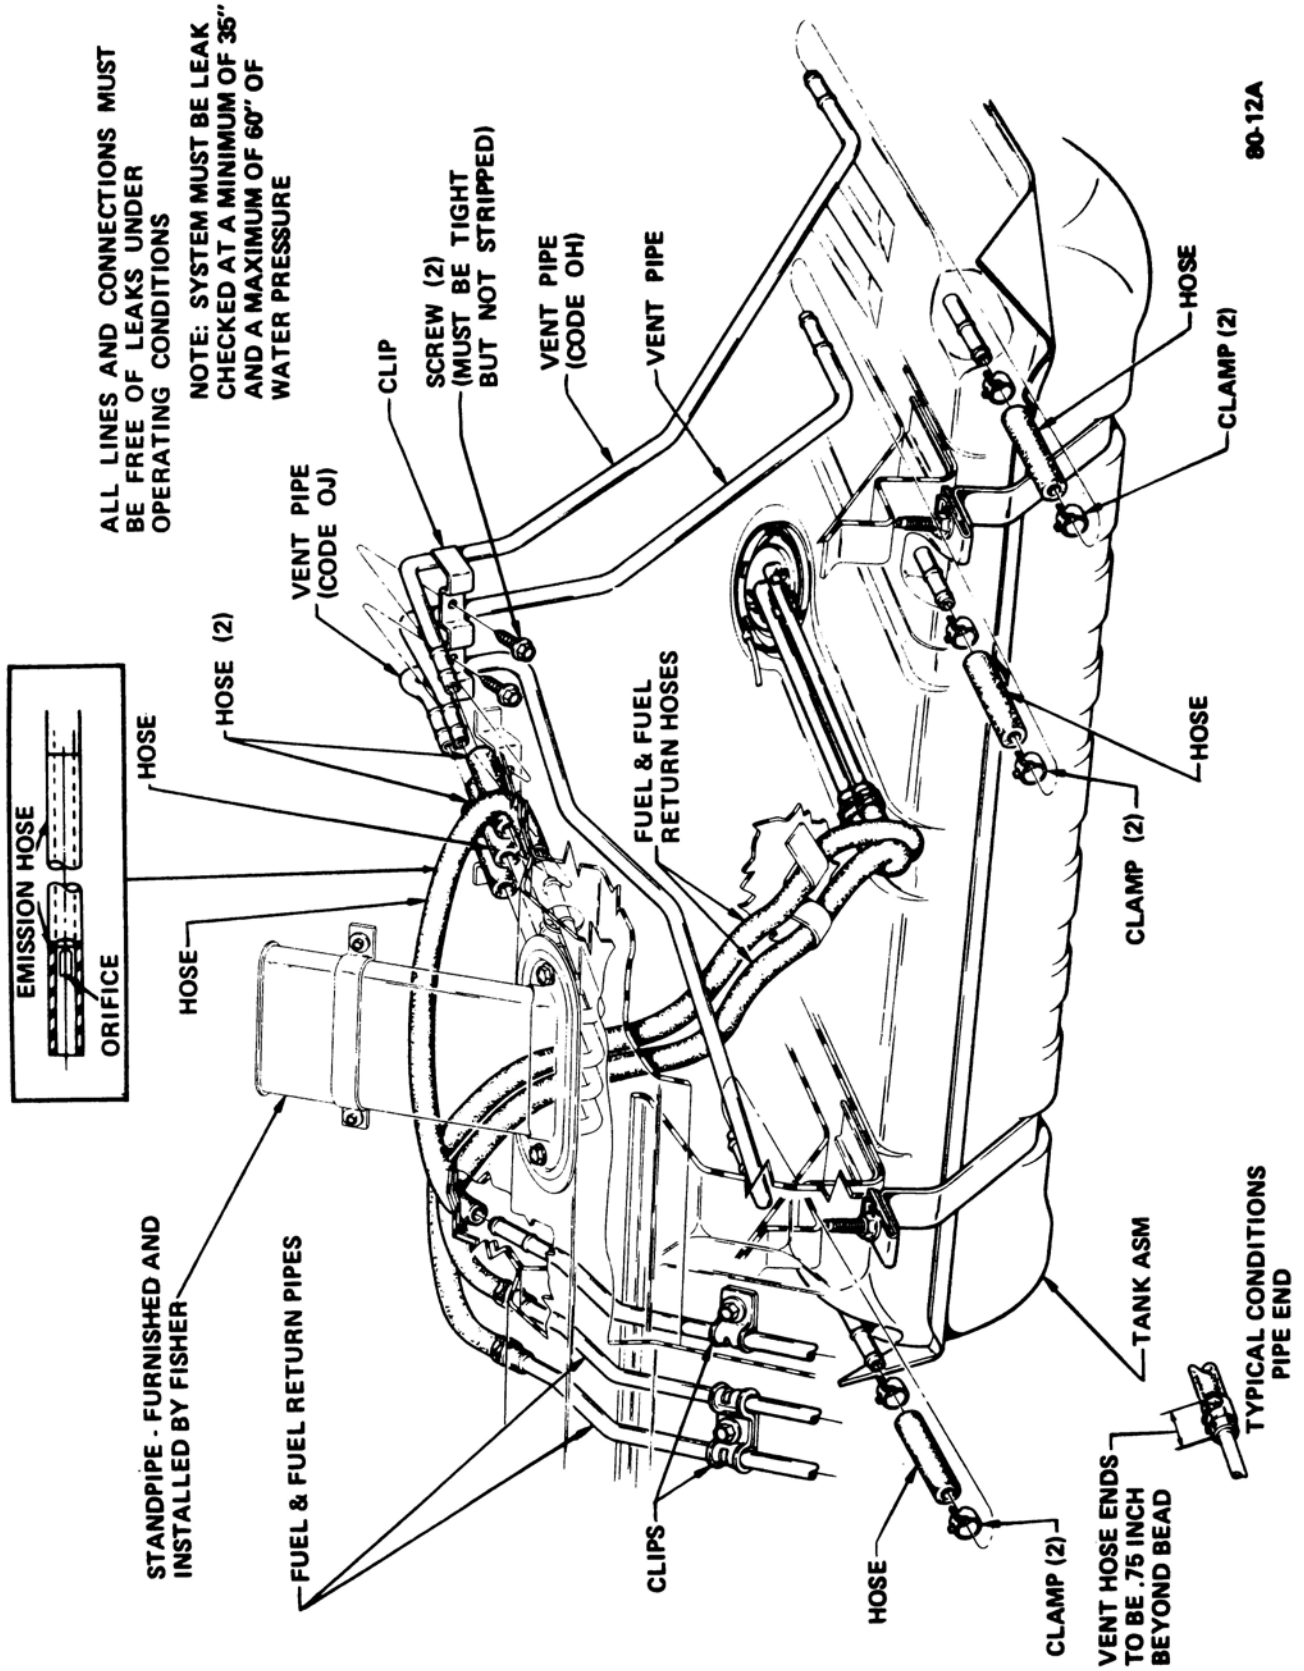 ALL LINES AND CONNECTIONS MUST
BE FREE OF LEAKS UNDER
OPERATING CONDITIONS
NOTE: SYSTEM MUST BE LEAK
CHECKED AT A MINIMUM OF 35"
AND A MAXIMUM OF 60" OF
WATER PRESSURE
EMISSION HOSE
ORIFICE
HOSE
HOSE (2)
VENT PIPE
(CODE OJ)
CLIP
SCREW (2)
(MUST BE TIGHT
BUT NOT STRIPPED)
VENT PIPE
(CODE OH)
VENT PIPE
HOSE
STANDPIPE - FURNISHED AND
INSTALLED BY FISHER
FUEL & FUEL RETURN PIPES
FUEL & FUEL
RETURN HOSES
CLIPS
HOSE
CLAMP (2)
HOSE
CLAMP (2)
HOSE
CLAMP (2)
TANK ASM
VENT HOSE ENDS
TO BE .75 INCH
BEYOND BEAD
TYPICAL CONDITIONS
PIPE END
80-12A